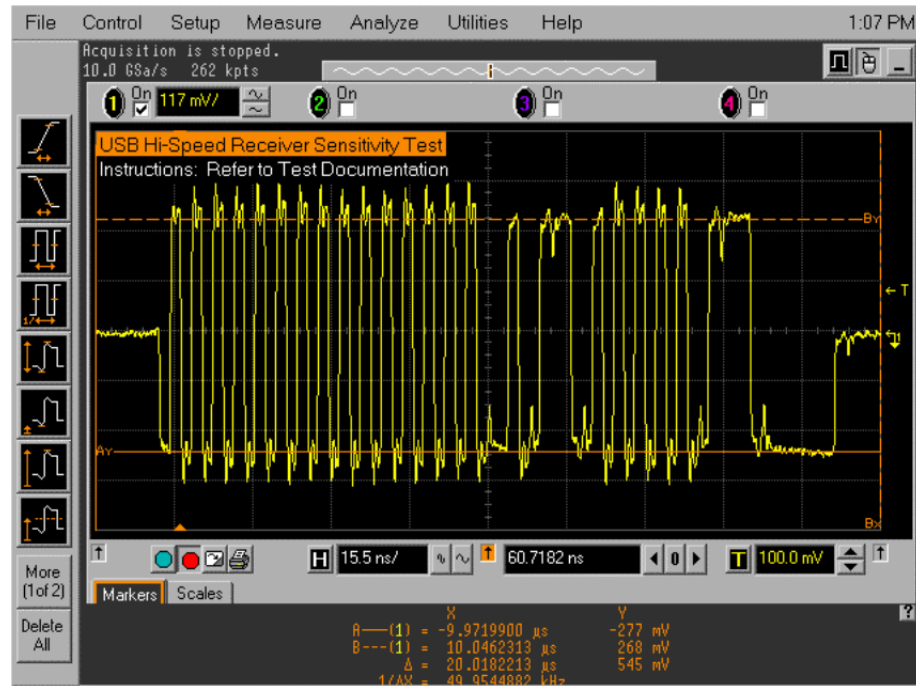 File Control Setup Measure Analyze Utilities Help 1:07 PM
Acquisition is stopped.
10.0 GSa/s 262 kpts
1 On 117 mV/ 2 On 3 On 4 On
USB Hi-Speed Receiver Sensitivity Test
Instructions: Refer to Test Documentation
By
T
Ay
Bx
More
(1of 2)
Delete
All
H 15.5 ns/ 60.7182 ns 0 T 100.0 mV
Markers Scales
?
X Y
A——(1) = -9.9719900 µs -277 mV
B---(1) = 10.0462313 µs 268 mV
Δ = 20.0182213 µs 545 mV
1/ΔX = 49.9544882 kHz